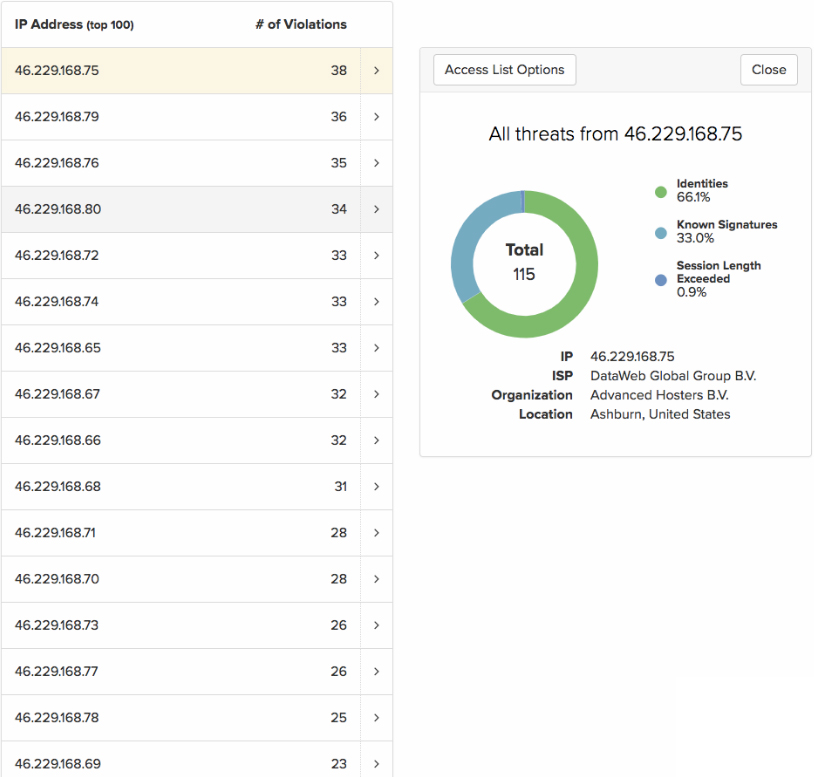 IP Address (top 100) # of Violations
46.229.168.75 38
46.229.168.79 36
46.229.168.76 35
46.229.168.80 34
46.229.168.72 33
46.229.168.74 33
46.229.168.65 33
46.229.168.67 32
46.229.168.66 32
46.229.168.68 31
46.229.168.71 28
46.229.168.70 28
46.229.168.73 26
46.229.168.77 26
46.229.168.78 25
46.229.168.69 23
Access List Options Close
All threats from 46.229.168.75
Total
115
Identities
66.1%
Known Signatures
33.0%
Session Length
Exceeded
0.9%
IP 46.229.168.75
ISP DataWeb Global Group B.V.
Organization Advanced Hosters B.V.
Location Ashburn, United States